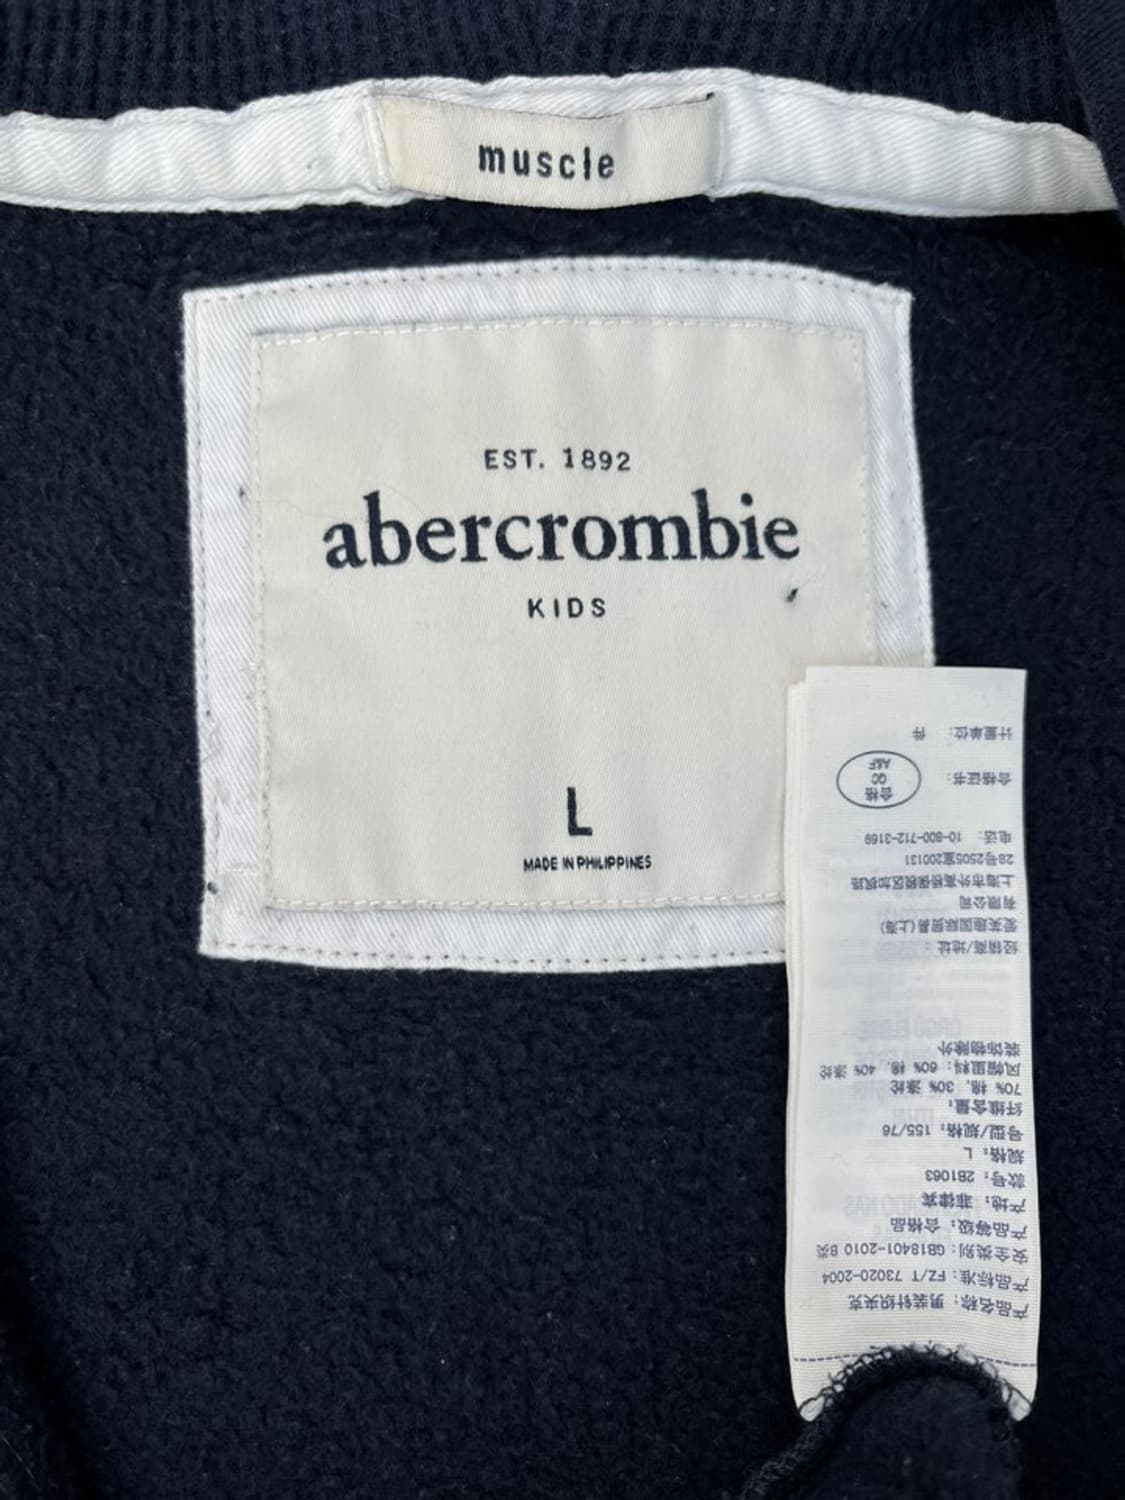 muscle
EST. 1892
abercrombie
KIDS
L
MADE IN PHILIPPINES
产品名称：男装针织夹克
产品标准：FZ/T 73020-2004
安全类别：GB18401-2010 B类
产品等级：合格品
产地：菲律宾
款号：2B1063
规格：L
号型/规格：155/76
纤维含量：
70% 棉, 30% 涤纶
风帽里料：60% 棉, 40% 涤纶
装饰物除外
经销商/地址：
爱芙趣国际贸易(上海)
有限公司
上海市外高桥保税区加枫路
28号2505室200131
电话：10-800-712-3169
合格证书：
合格
QC
A&F
计量单位： 件